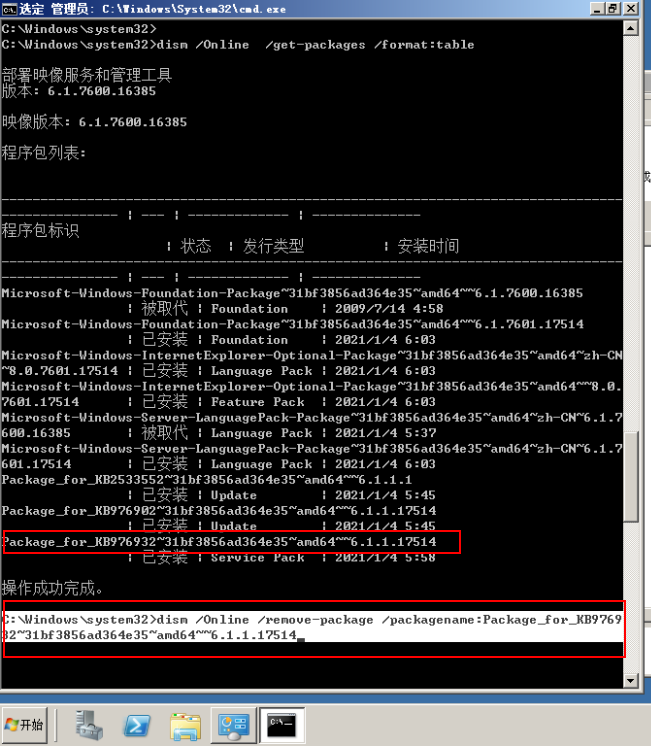 选定 管理员: C:\Windows\System32\cmd.exe
C:\Windows\system32>
C:\Windows\system32>dism /Online  /get-packages /format:table
部署映像服务和管理工具
版本: 6.1.7600.16385
映像版本: 6.1.7600.16385
程序包列表:
-------------------------------------------------------------------------------
--------------- | --- | ------------- | --------------
程序包标识
| 状态 | 发行类型 | 安装时间
-------------------------------------------------------------------------------
--------------- | --- | ------------- | --------------
Microsoft-Windows-Foundation-Package~31bf3856ad364e35~amd64~~6.1.7600.16385
| 被取代 | Foundation | 2009/7/14 4:58
Microsoft-Windows-Foundation-Package~31bf3856ad364e35~amd64~~6.1.7601.17514
| 已安装 | Foundation | 2021/1/4 6:03
Microsoft-Windows-InternetExplorer-Optional-Package~31bf3856ad364e35~amd64~zh-CN
~8.0.7601.17514 | 已安装 | Language Pack | 2021/1/4 6:03
Microsoft-Windows-InternetExplorer-Optional-Package~31bf3856ad364e35~amd64~~8.0.
7601.17514 | 已安装 | Feature Pack | 2021/1/4 6:03
Microsoft-Windows-Server-LanguagePack-Package~31bf3856ad364e35~amd64~zh-CN~6.1.7
600.16385 | 被取代 | Language Pack | 2021/1/4 5:37
Microsoft-Windows-Server-LanguagePack-Package~31bf3856ad364e35~amd64~zh-CN~6.1.7
601.17514 | 已安装 | Language Pack | 2021/1/4 6:03
Package_for_KB2533552~31bf3856ad364e35~amd64~~6.1.1.1
| 已安装 | Update | 2021/1/4 5:45
Package_for_KB976902~31bf3856ad364e35~amd64~~6.1.1.17514
| 已安装 | Update | 2021/1/4 5:45
Package_for_KB976932~31bf3856ad364e35~amd64~~6.1.1.17514
| 已安装 | Service Pack | 2021/1/4 5:58
操作成功完成。
C:\Windows\system32>dism /Online /remove-package /packagename:Package_for_KB9769
32~31bf3856ad364e35~amd64~~6.1.1.17514_
开始